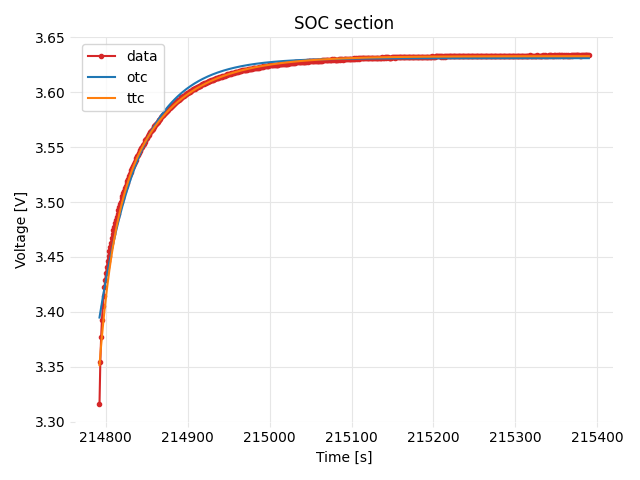 SOC section
data
otc
ttc
Voltage [V]
3.65
3.60
3.55
3.50
3.45
3.40
3.35
3.30
214800 214900 215000 215100 215200 215300 215400
Time [s]